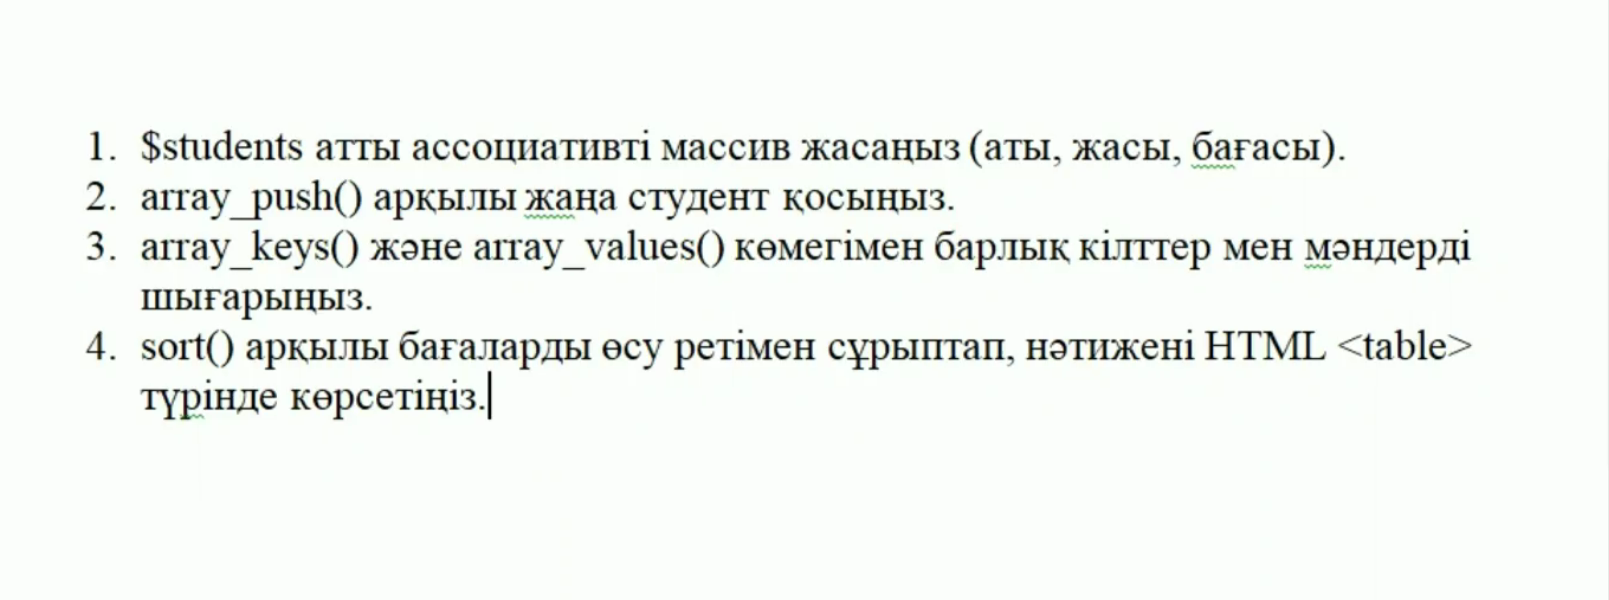 1. $students атты ассоциативті массив жасаңыз (аты, жасы, бағасы).
2. array_push() арқылы жаңа студент қосыңыз.
3. array_keys() және array_values() көмегімен барлық кілттер мен мәндерді
шығарыңыз.
4. sort() арқылы бағаларды өсу ретімен сұрыптап, нәтижені HTML <table>
түрінде көрсетіңіз.